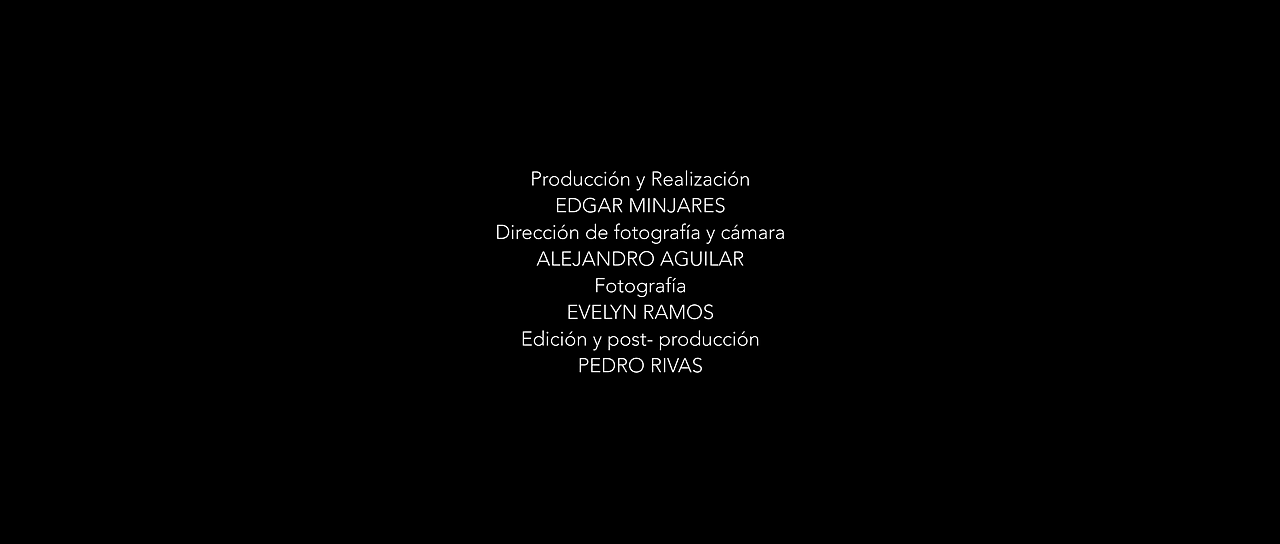 Producción y Realización
EDGAR MINJARES
Dirección de fotografía y cámara
ALEJANDRO AGUILAR
Fotografía
EVELYN RAMOS
Edición y post- producción
PEDRO RIVAS